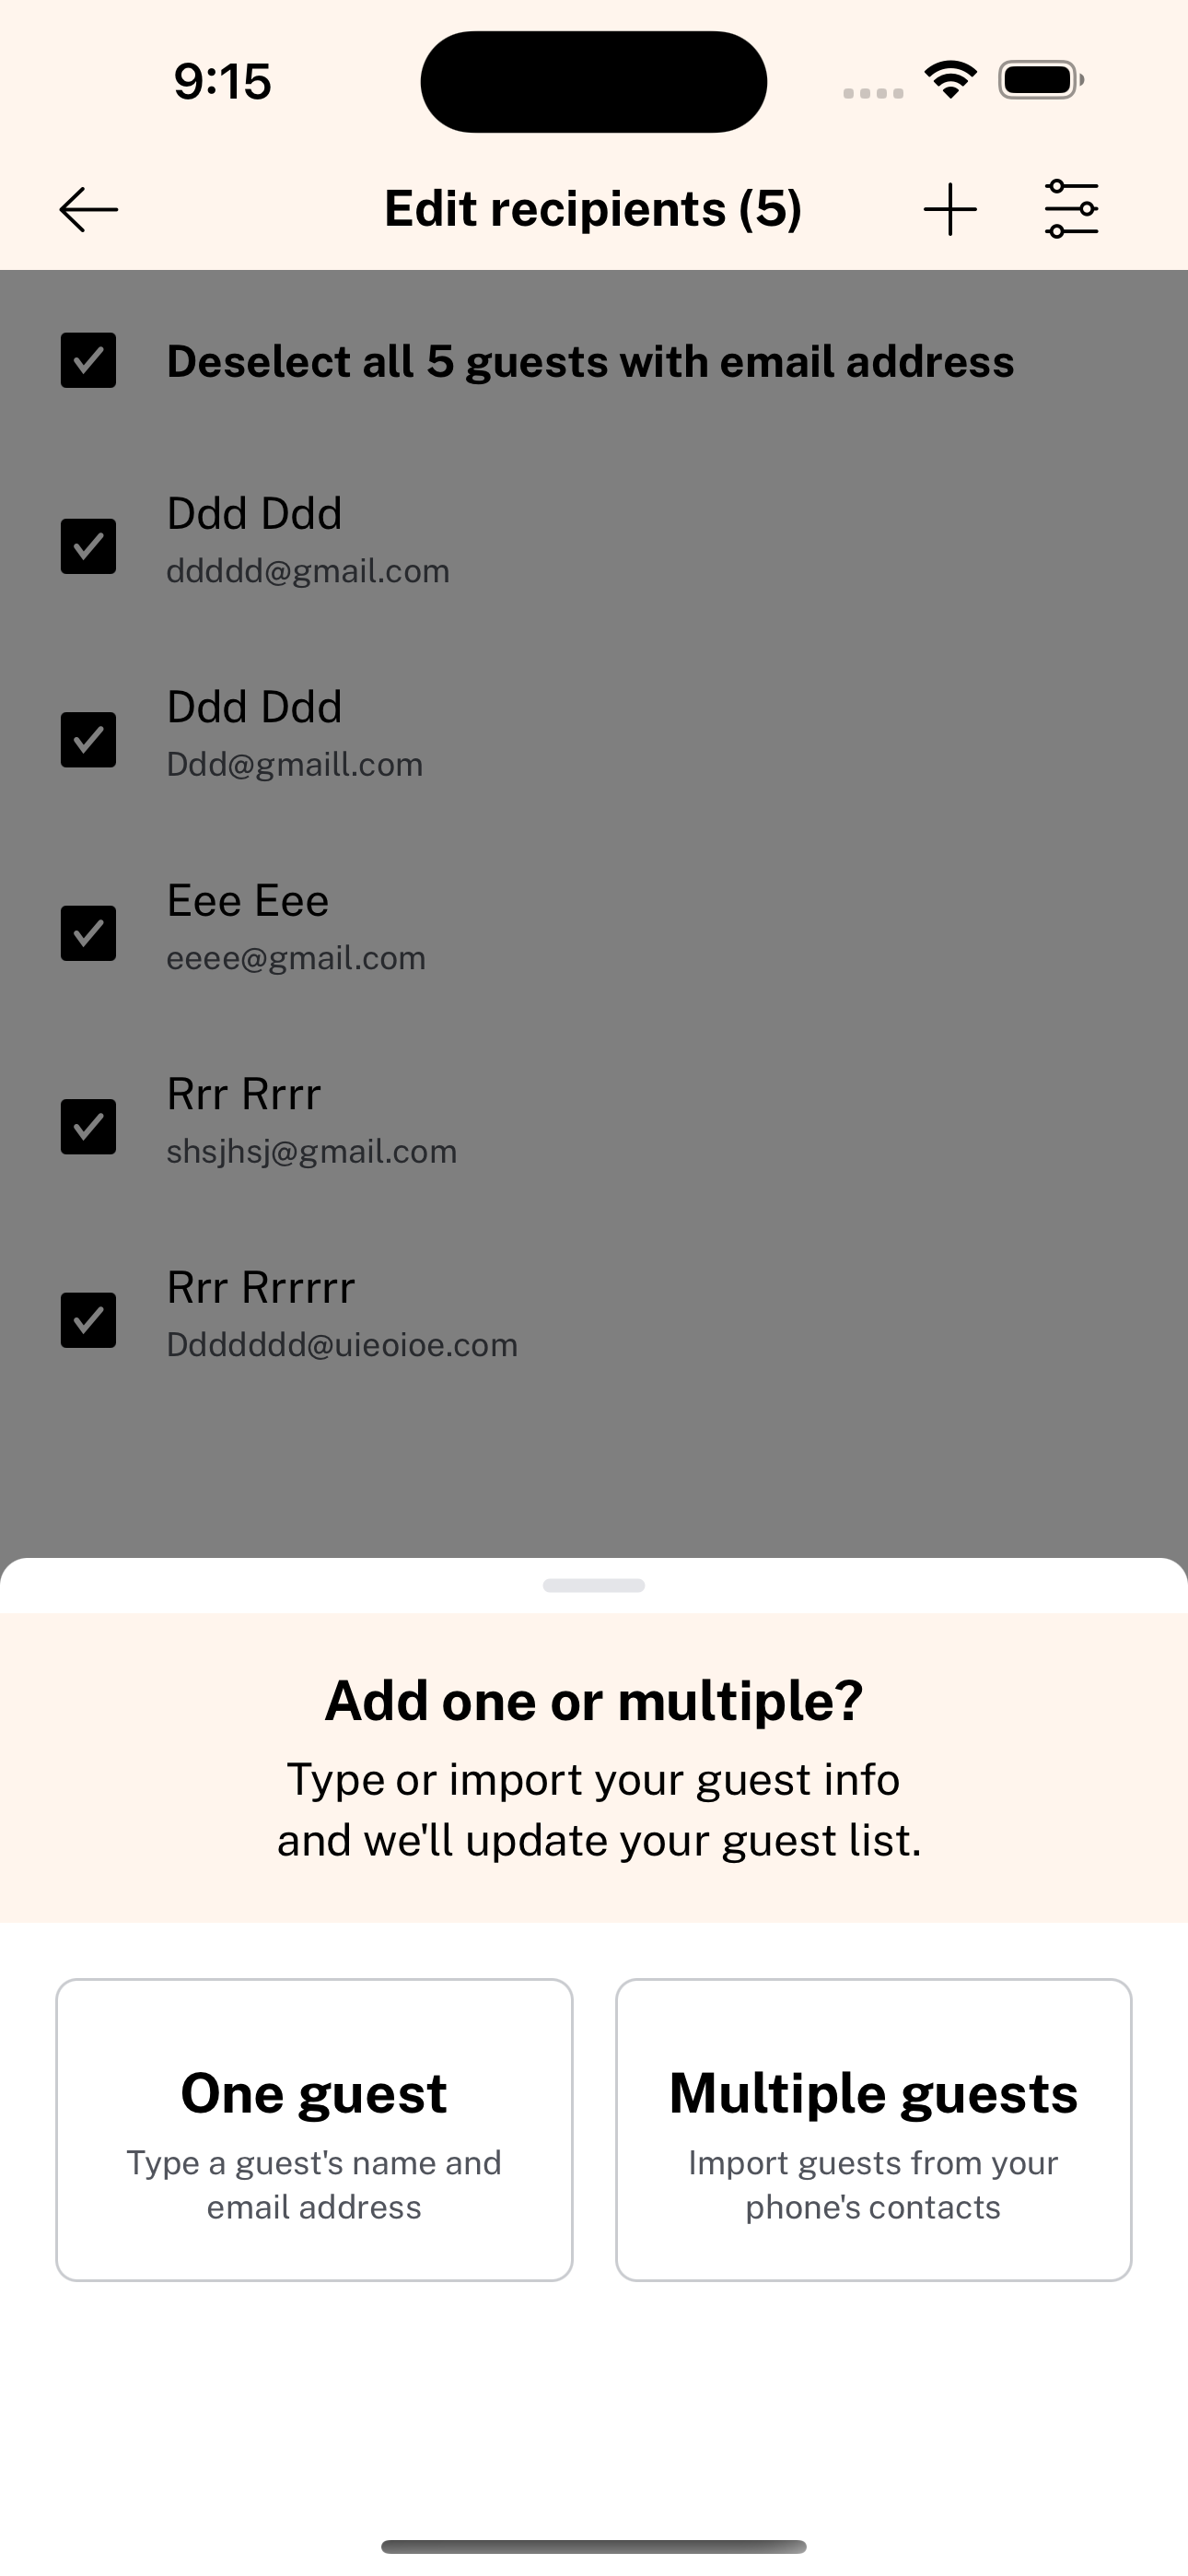 9:15
Edit recipients (5)
Deselect all 5 guests with email address
Ddd Ddd
ddddd@gmail.com
Ddd Ddd
Ddd@gmaill.com
Eee Eee
eeee@gmail.com
Rrr Rrrr
shsjhsj@gmail.com
Rrr Rrrrr
Ddddddd@uieoioe.com
Add one or multiple?
Type or import your guest info
and we'll update your guest list.
One guest
Type a guest's name and
email address
Multiple guests
Import guests from your
phone's contacts